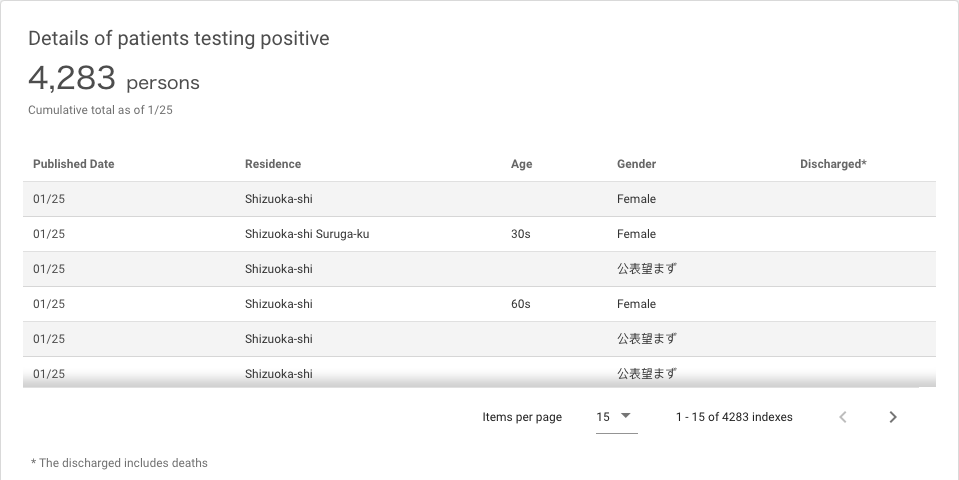 Details of patients testing positive
4,283 persons
Cumulative total as of 1/25
Published Date Residence Age Gender Discharged*
01/25 Shizuoka-shi Female
01/25 Shizuoka-shi Suruga-ku 30s Female
01/25 Shizuoka-shi 公表望まず
01/25 Shizuoka-shi 60s Female
01/25 Shizuoka-shi 公表望まず
01/25 Shizuoka-shi 公表望まず
Items per page 15 1 - 15 of 4283 indexes
* The discharged includes deaths